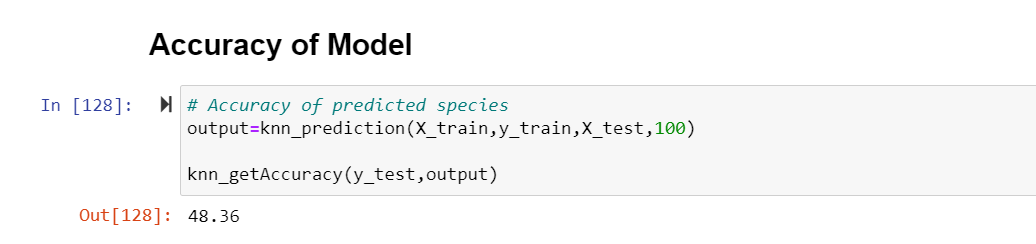 Accuracy of Model
In [128]: # Accuracy of predicted species
output=knn_prediction(X_train,y_train,X_test,100)
knn_getAccuracy(y_test,output)
Out[128]: 48.36